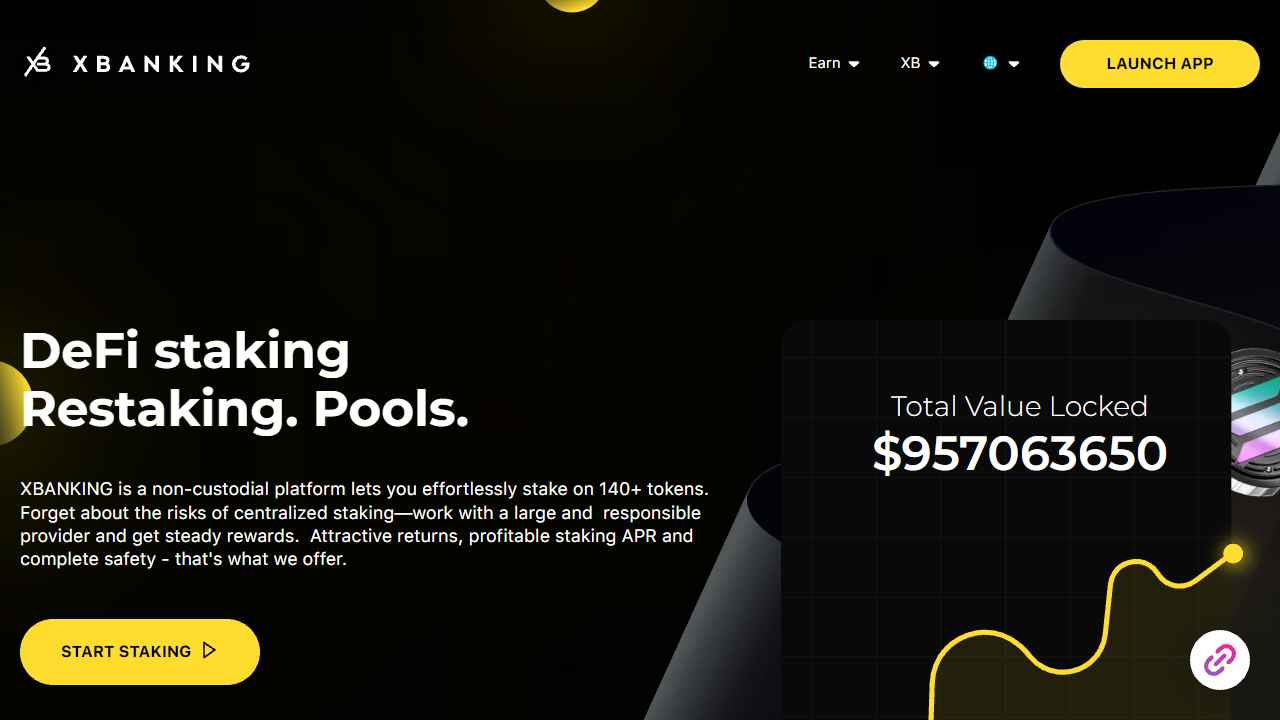 XBANKING
Earn
XB
LAUNCH APP
DeFi staking
Restaking. Pools.
XBANKING is a non-custodial platform lets you effortlessly stake on 140+ tokens.
Forget about the risks of centralized staking—work with a large and  responsible
provider and get steady rewards.  Attractive returns, profitable staking APR and
complete safety - that's what we offer.
START STAKING
Total Value Locked
$957063650